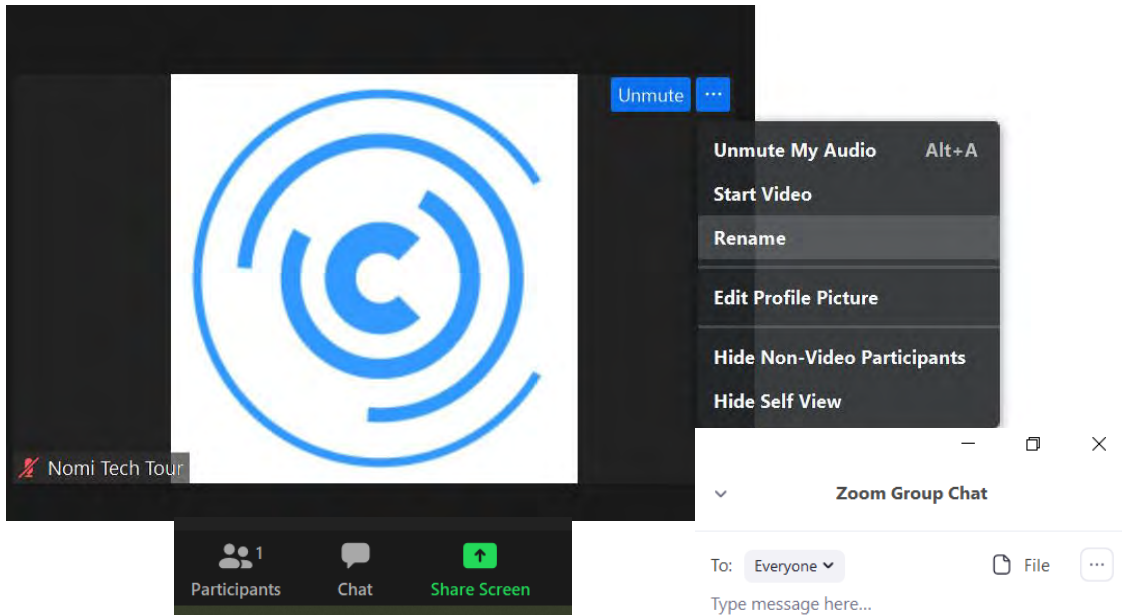 Unmute ...
Unmute My Audio Alt+A
Start Video
Rename
Edit Profile Picture
Hide Non-Video Participants
Hide Self View
Nomi Tech Tour
1
Participants Chat Share Screen
Zoom Group Chat
To: Everyone File ...
Type message here...